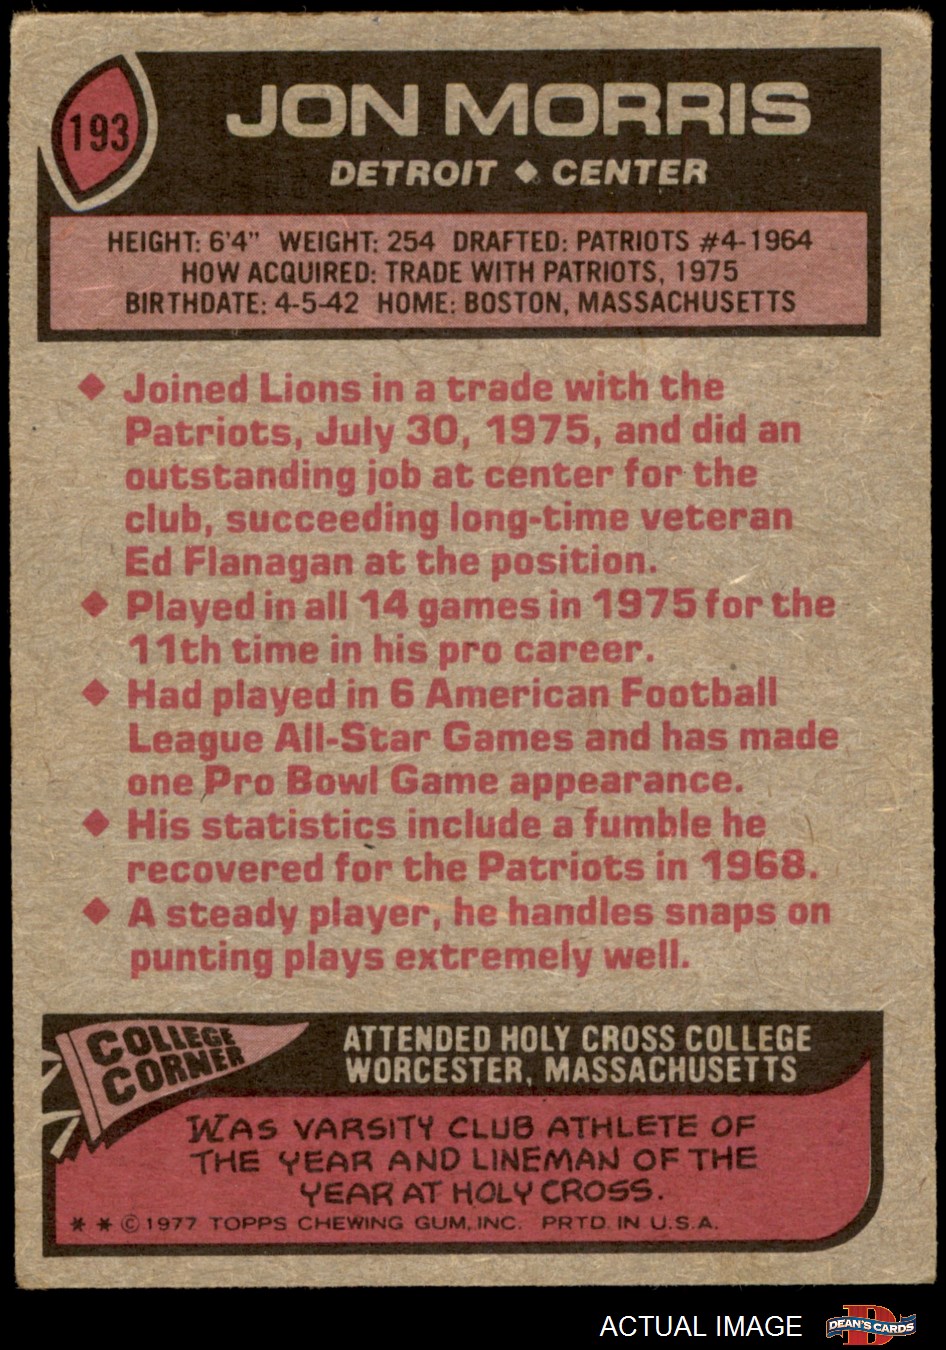 193
JON MORRIS
DETROIT ◆ CENTER
HEIGHT: 6'4" WEIGHT: 254 DRAFTED: PATRIOTS #4-1964
HOW ACQUIRED: TRADE WITH PATRIOTS, 1975
BIRTHDATE: 4-5-42 HOME: BOSTON, MASSACHUSETTS
◆ Joined Lions in a trade with the
Patriots, July 30, 1975, and did an
outstanding job at center for the
club, succeeding long-time veteran
Ed Flanagan at the position.
◆ Played in all 14 games in 1975 for the
11th time in his pro career.
◆ Had played in 6 American Football
League All-Star Games and has made
one Pro Bowl Game appearance.
◆ His statistics include a fumble he
recovered for the Patriots in 1968.
◆ A steady player, he handles snaps on
punting plays extremely well.
COLLEGE
CORNER
ATTENDED HOLY CROSS COLLEGE
WORCESTER, MASSACHUSETTS
WAS VARSITY CLUB ATHLETE OF
THE YEAR AND LINEMAN OF THE
YEAR AT HOLY CROSS.
* * © 1977 TOPPS CHEWING GUM, INC. PRTD. IN U.S.A.
ACTUAL IMAGE
D
DEAN'S CARDS